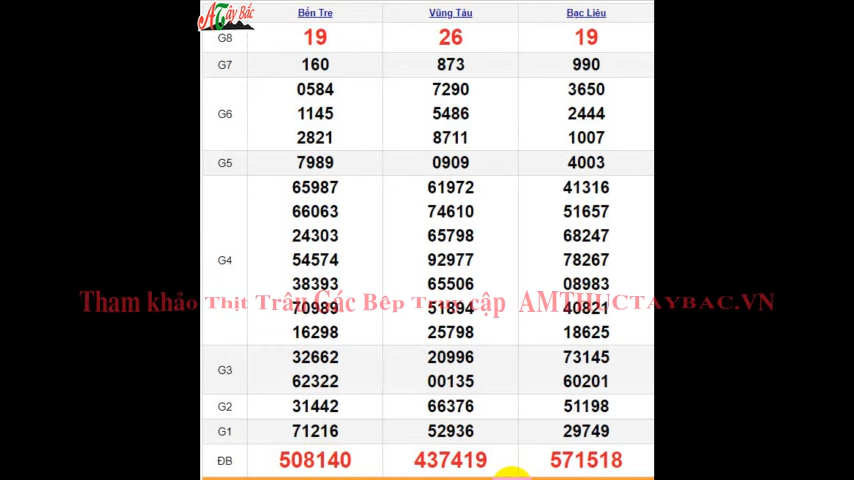 ATây Bắc
Bến Tre Vũng Tàu Bạc Liêu
G8 19 26 19
G7 160 873 990
0584 7290 3650
G6 1145 5486 2444
2821 8711 1007
G5 7989 0909 4003
65987 61972 41316
66063 74610 51657
24303 65798 68247
G4 54574 92977 78267
38393 65506 08983
Tham khảo Thịt Trâu Gác Bếp cập AMTHUCTAYBAC.VN
70989 51894 40821
16298 25798 18625
32662 20996 73145
G3
62322 00135 60201
G2 31442 66376 51198
G1 71216 52936 29749
ĐB 508140 437419 571518